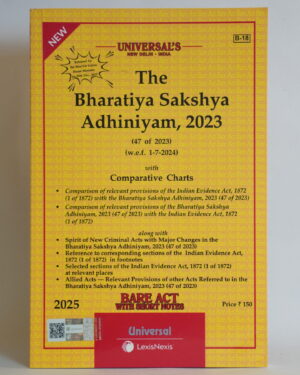 NEW
UNIVERSAL'S
NEW DELHI - INDIA
B-18
The
Bharatiya Sakshya
Adhiniyam, 2023
(47 of 2023)
(w.e.f. 1-7-2024)
with
Comparative Charts
• Comparison of relevant provisions of the Indian Evidence Act, 1872
(1 of 1872) with the Bharatiya Sakshya Adhiniyam, 2023 (47 of 2023)
• Comparison of relevant provisions of the Bharatiya Sakshya
Adhiniyam, 2023 (47 of 2023) with the Indian Evidence Act, 1872
(1 of 1872)
along with
• Spirit of New Criminal Acts with Major Changes in the
Bharatiya Sakshya Adhiniyam, 2023 (47 of 2023)
• Reference to corresponding sections of the Indian Evidence Act,
1872 (1 of 1872) in footnotes
• Selected sections of the Indian Evidence Act, 1872 (1 of 1872)
at relevant places
• Allied Acts — Relevant Provisions of other Acts Referred to in the
Bharatiya Sakshya Adhiniyam, 2023 (47 of 2023)
2025
BARE ACT
WITH SHORT NOTES
Price ₹ 150
Universal
LexisNexis